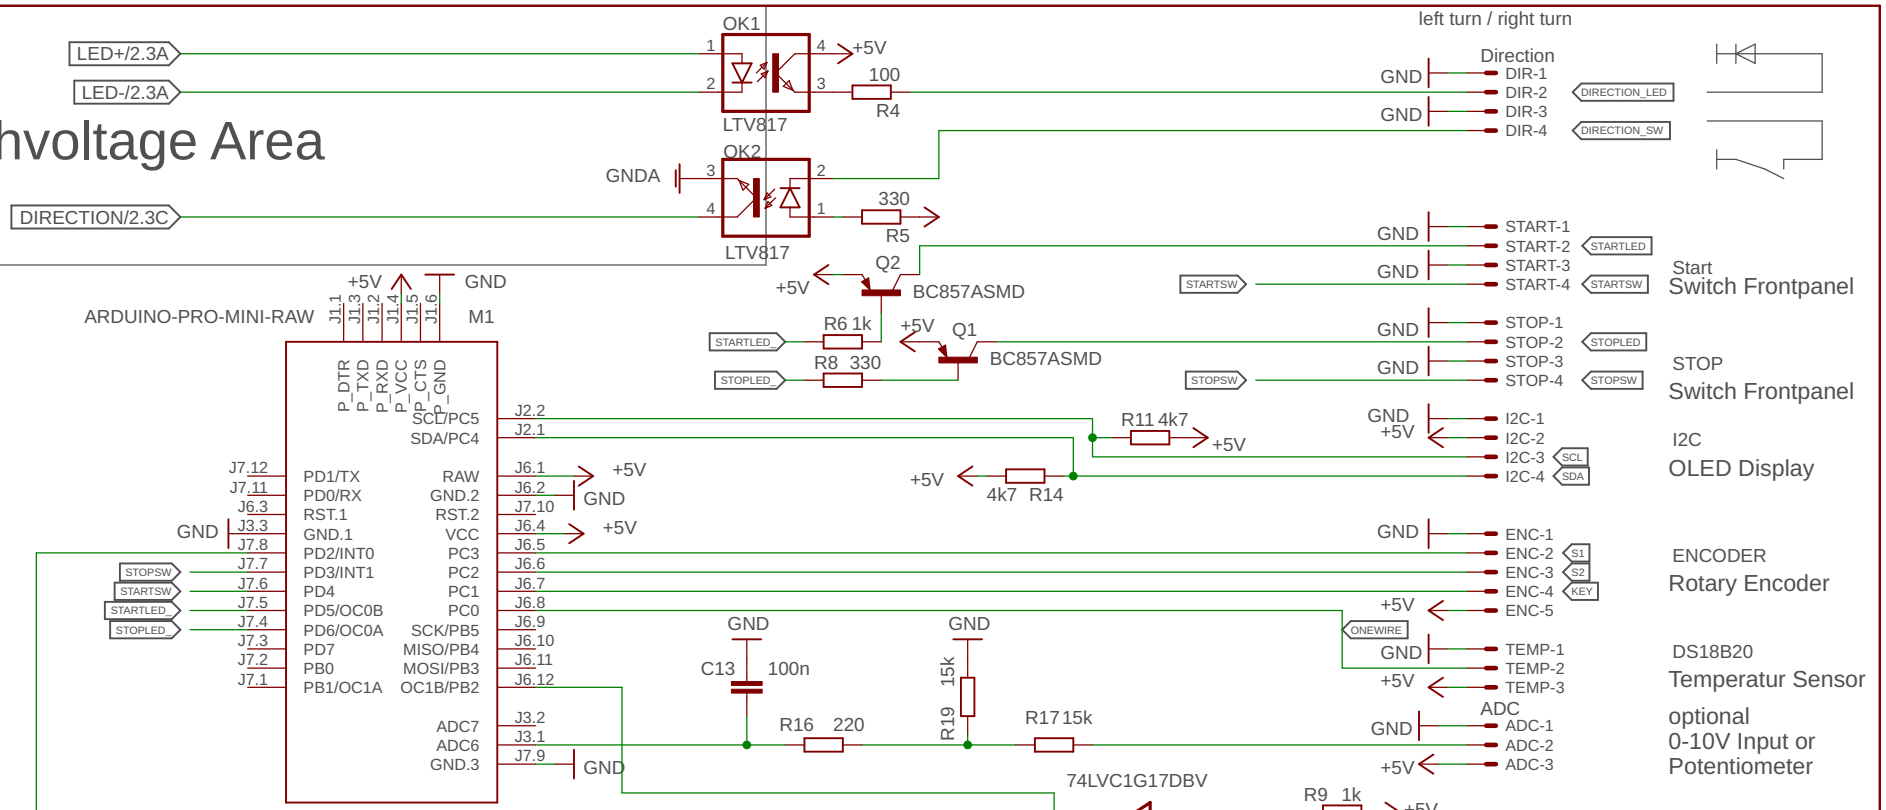 left turn / right turn
OK1
LED+/2.3A
1
4
+5V
Direction
GND
DIR-1
LED-/2.3A
2
3
100
R4
DIR-2
DIRECTION_LED
GND
DIR-3
LTV817
DIR-4
DIRECTION_SW
hvoltage Area
OK2
GNDA
3
2
DIRECTION/2.3C
4
1
330
R5
LTV817
GND
START-1
START-2
STARTLED
GND
START-3
Start
STARTSW
START-4
STARTSW
Switch Frontpanel
Q2
+5V
BC857ASMD
+5V
GND
ARDUINO-PRO-MINI-RAW
J1.1
J1.3
J1.2
J1.4
J1.5
J1.6
M1
R6 1k
+5V
Q1
STARTLED_
BC857ASMD
R8 330
STOPLED_
GND
STOP-1
STOP-2
STOPLED
GND
STOP-3
STOP
STOPSW
STOP-4
STOPSW
Switch Frontpanel
P_DTR
P_TXD
P_RXD
P_VCC
P_CTS
P_GND
SCL/PC5
J2.2
SDA/PC4
J2.1
R11 4k7
+5V
GND
I2C-1
+5V
I2C-2
I2C
I2C-3
SCL
OLED Display
I2C-4
SDA
+5V
4k7 R14
J7.12
PD1/TX
RAW
J6.1
+5V
J7.11
PD0/RX
GND.2
J6.2
GND
J6.3
RST.1
RST.2
J7.10
GND
J3.3
GND.1
VCC
J6.4
+5V
GND
ENC-1
J7.8
PD2/INT0
PC3
J6.5
ENC-2
S1
ENCODER
STOPSW
J7.7
PD3/INT1
PC2
J6.6
ENC-3
S2
Rotary Encoder
STARTSW
J7.6
PD4
PC1
J6.7
ENC-4
KEY
STARTLED_
J7.5
PD5/OC0B
PC0
J6.8
+5V
ENC-5
STOPLED_
J7.4
PD6/OC0A
SCK/PB5
J6.9
GND
GND
ONEWIRE
J7.3
PD7
MISO/PB4
J6.10
GND
TEMP-1
DS18B20
J7.2
PB0
MOSI/PB3
J6.11
C13
100n
15k
TEMP-2
Temperatur Sensor
J7.1
PB1/OC1A
OC1B/PB2
J6.12
+5V
TEMP-3
ADC
ADC7
J3.2
R16 220
R19
R17 15k
GND
ADC-1
optional
ADC6
J3.1
ADC-2
0-10V Input or
GND.3
J7.9
GND
+5V
ADC-3
Potentiometer
74LVC1G17DBV
R9 1k
+5V